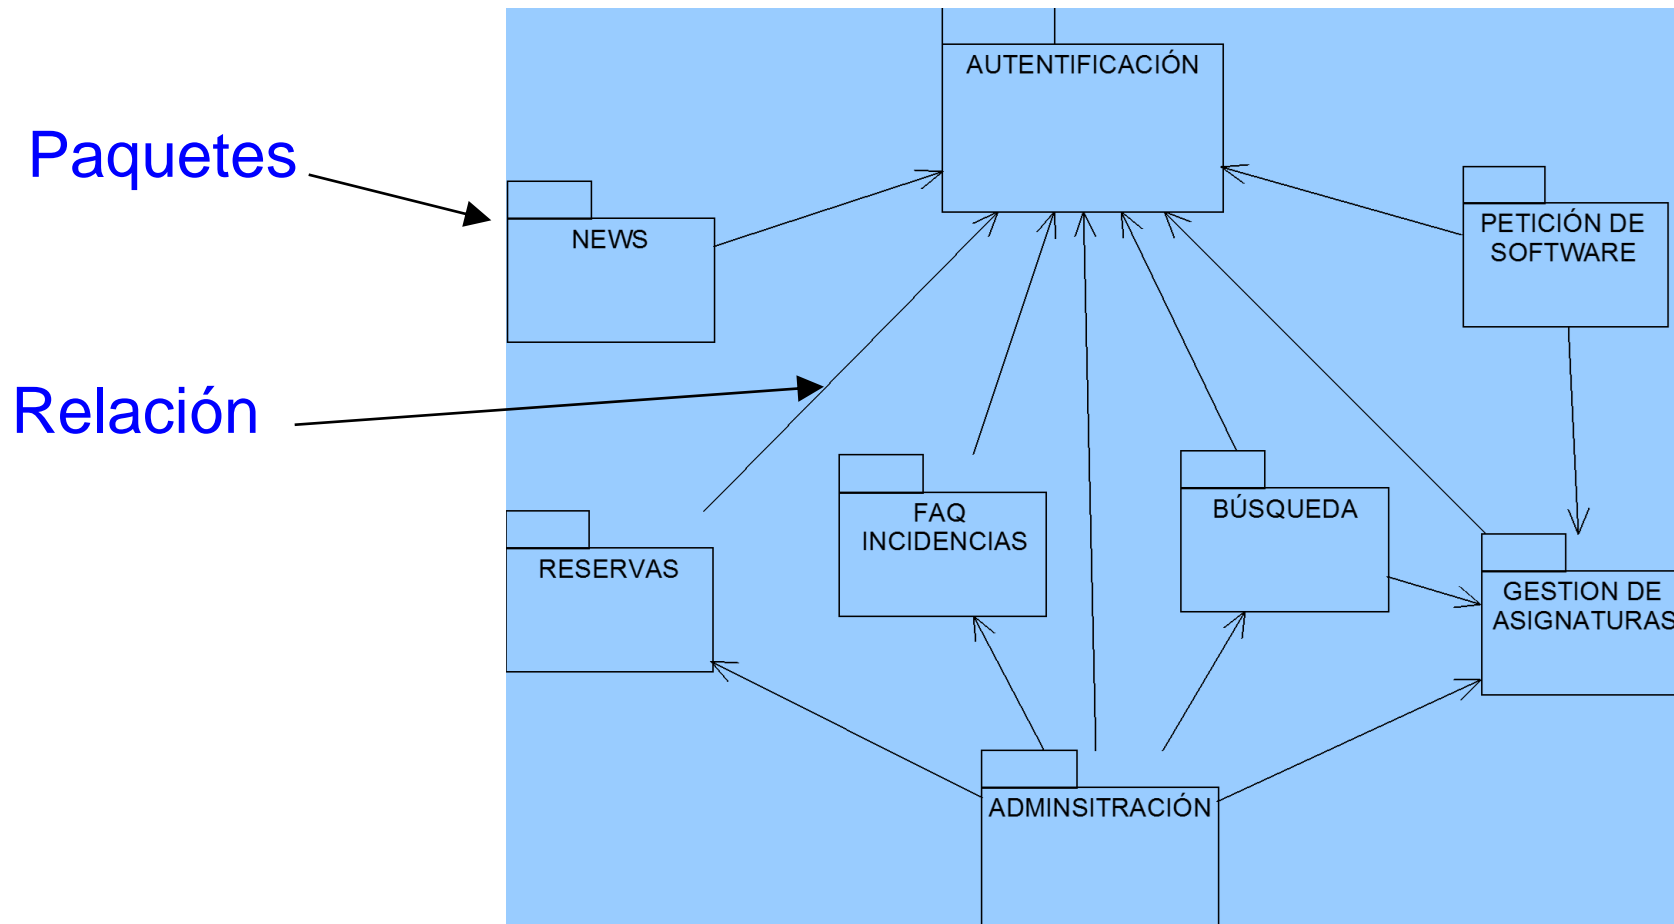 AUTENTIFICACIÓN
Paquetes
NEWS
PETICIÓN DE
SOFTWARE
Relación
FAQ
INCIDENCIAS
BÚSQUEDA
RESERVAS
GESTION DE
ASIGNATURAS
ADMINSITRACIÓN